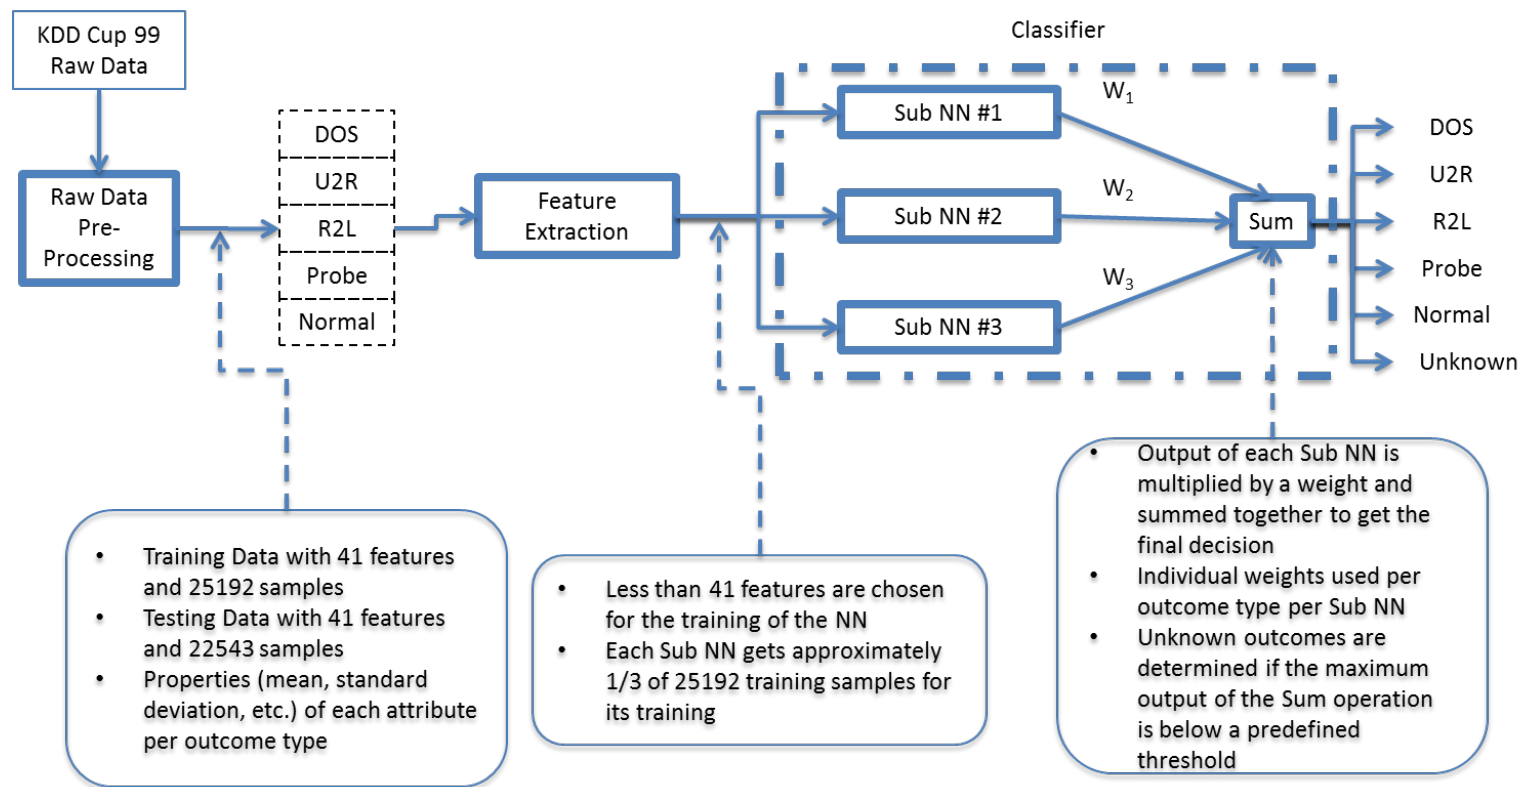 KDD Cup 99
Raw Data
Raw Data
Pre-
Processing
DOS
U2R
R2L
Probe
Normal
Feature
Extraction
Classifier
Sub NN #1
Sub NN #2
Sub NN #3
W1
W2
W3
Sum
DOS
U2R
R2L
Probe
Normal
Unknown
• Training Data with 41 features
and 25192 samples
• Testing Data with 41 features
and 22543 samples
• Properties (mean, standard
deviation, etc.) of each attribute
per outcome type
• Less than 41 features are chosen
for the training of the NN
• Each Sub NN gets approximately
1/3 of 25192 training samples for
its training
• Output of each Sub NN is
multiplied by a weight and
summed together to get the
final decision
• Individual weights used per
outcome type per Sub NN
• Unknown outcomes are
determined if the maximum
output of the Sum operation
is below a predefined
threshold